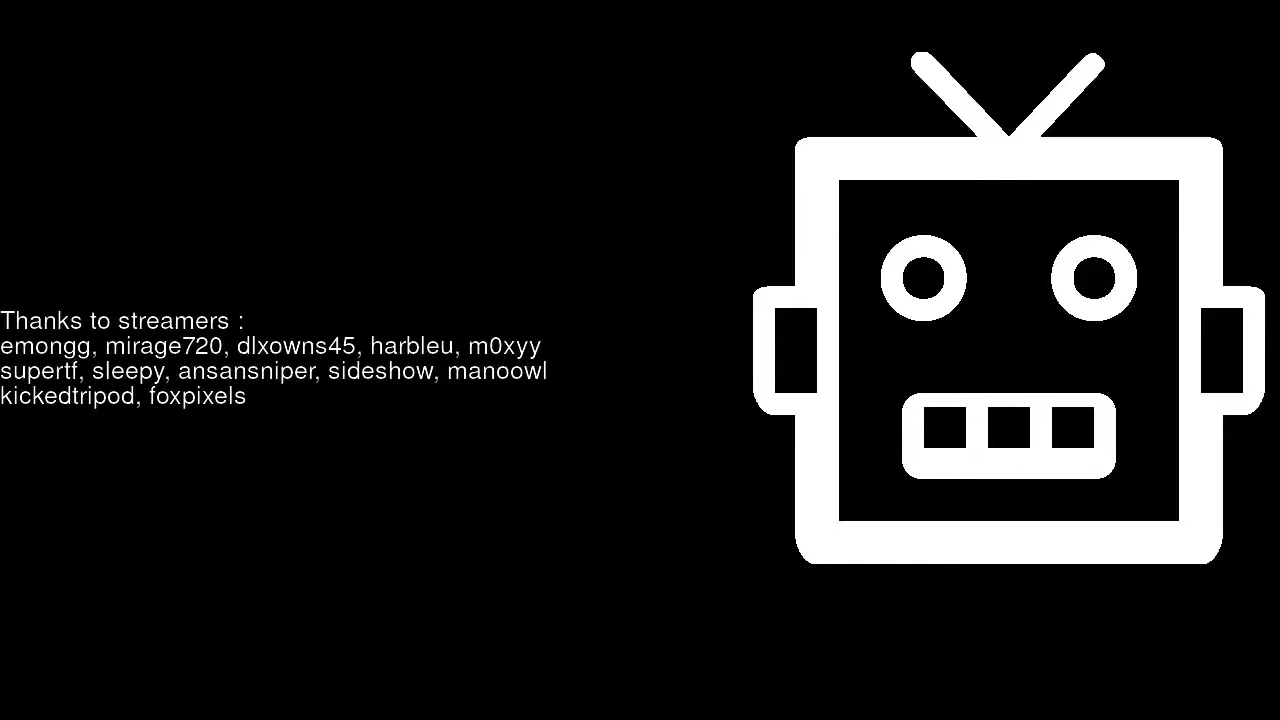 Thanks to streamers :
emongg, mirage720, dlxowns45, harbleu, m0xyy
supertf, sleepy, ansansniper, sideshow, manoowl
kickedtripod, foxpixels